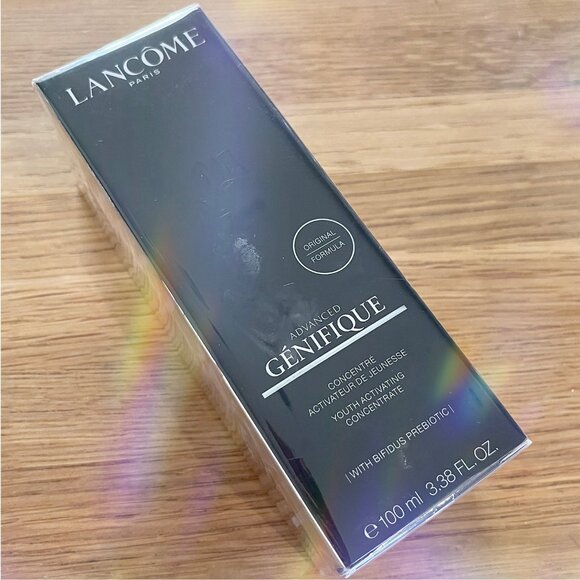 LANCÔME
PARIS
ORIGINAL
FORMULA
ADVANCED
GÉNIFIQUE
CONCENTRÉ
ACTIVATEUR DE JEUNESSE
YOUTH ACTIVATING
CONCENTRATE
| WITH BIFIDUS PREBIOTIC |
e 100 ml 3.38 FL. OZ.